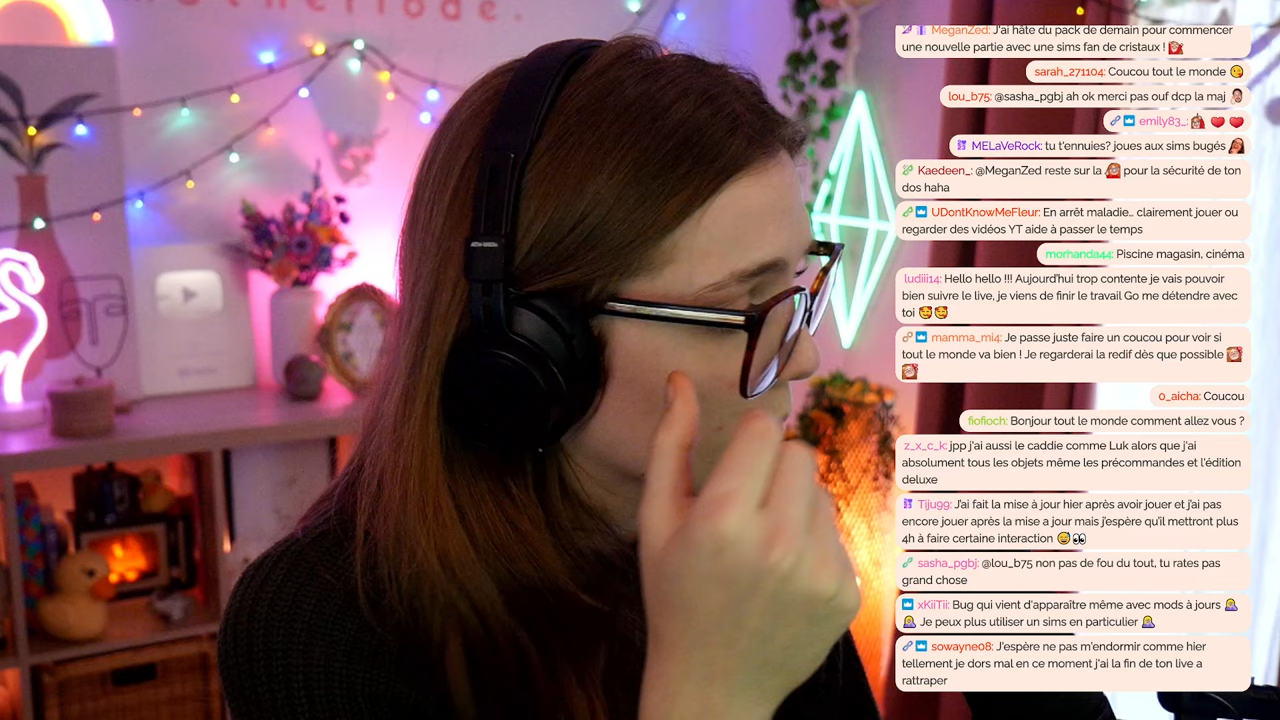 motherlode.
MeganZed: J'ai hâte du pack de demain pour commencer
une nouvelle partie avec une sims fan de cristaux !
sarah_271104: Coucou tout le monde
lou_b75: @sasha_pgbj ah ok merci pas ouf dcp la maj
emily83_:
MELaVeRock: tu t'ennuies? joues aux sims bugés
Kaedeen_: @MeganZed reste sur la pour la sécurité de ton
dos haha
UDontKnowMeFleur: En arrêt maladie… clairement jouer ou
regarder des vidéos YT aide à passer le temps
morhanda44: Piscine magasin, cinéma
ludiii14: Hello hello !!! Aujourd'hui trop contente je vais pouvoir
bien suivre le live, je viens de finir le travail Go me détendre avec
toi 🥰 🥰
mamma_mi4: Je passe juste faire un coucou pour voir si
tout le monde va bien ! Je regarderai la redif dès que possible
0_aicha: Coucou
fiofioch: Bonjour tout le monde comment allez vous ?
z_x_c_k: jpp j'ai aussi le caddie comme Luk alors que j'ai
absolument tous les objets même les précommandes et l'édition
deluxe
Tiju99: J'ai fait la mise à jour hier après avoir jouer et j'ai pas
encore jouer après la mise a jour mais j'espère qu'il mettront plus
4h à faire certaine interaction 😅 👀
sasha_pgbj: @lou_b75 non pas de fou du tout, tu rates pas
grand chose
xKiiTii: Bug qui vient d'apparaître même avec mods à jours 🤦‍♀️
🤦‍♀️ Je peux plus utiliser un sims en particulier 🤦‍♀️
sowayne08: J'espère ne pas m'endormir comme hier
tellement je dors mal en ce moment j'ai la fin de ton live a
rattraper